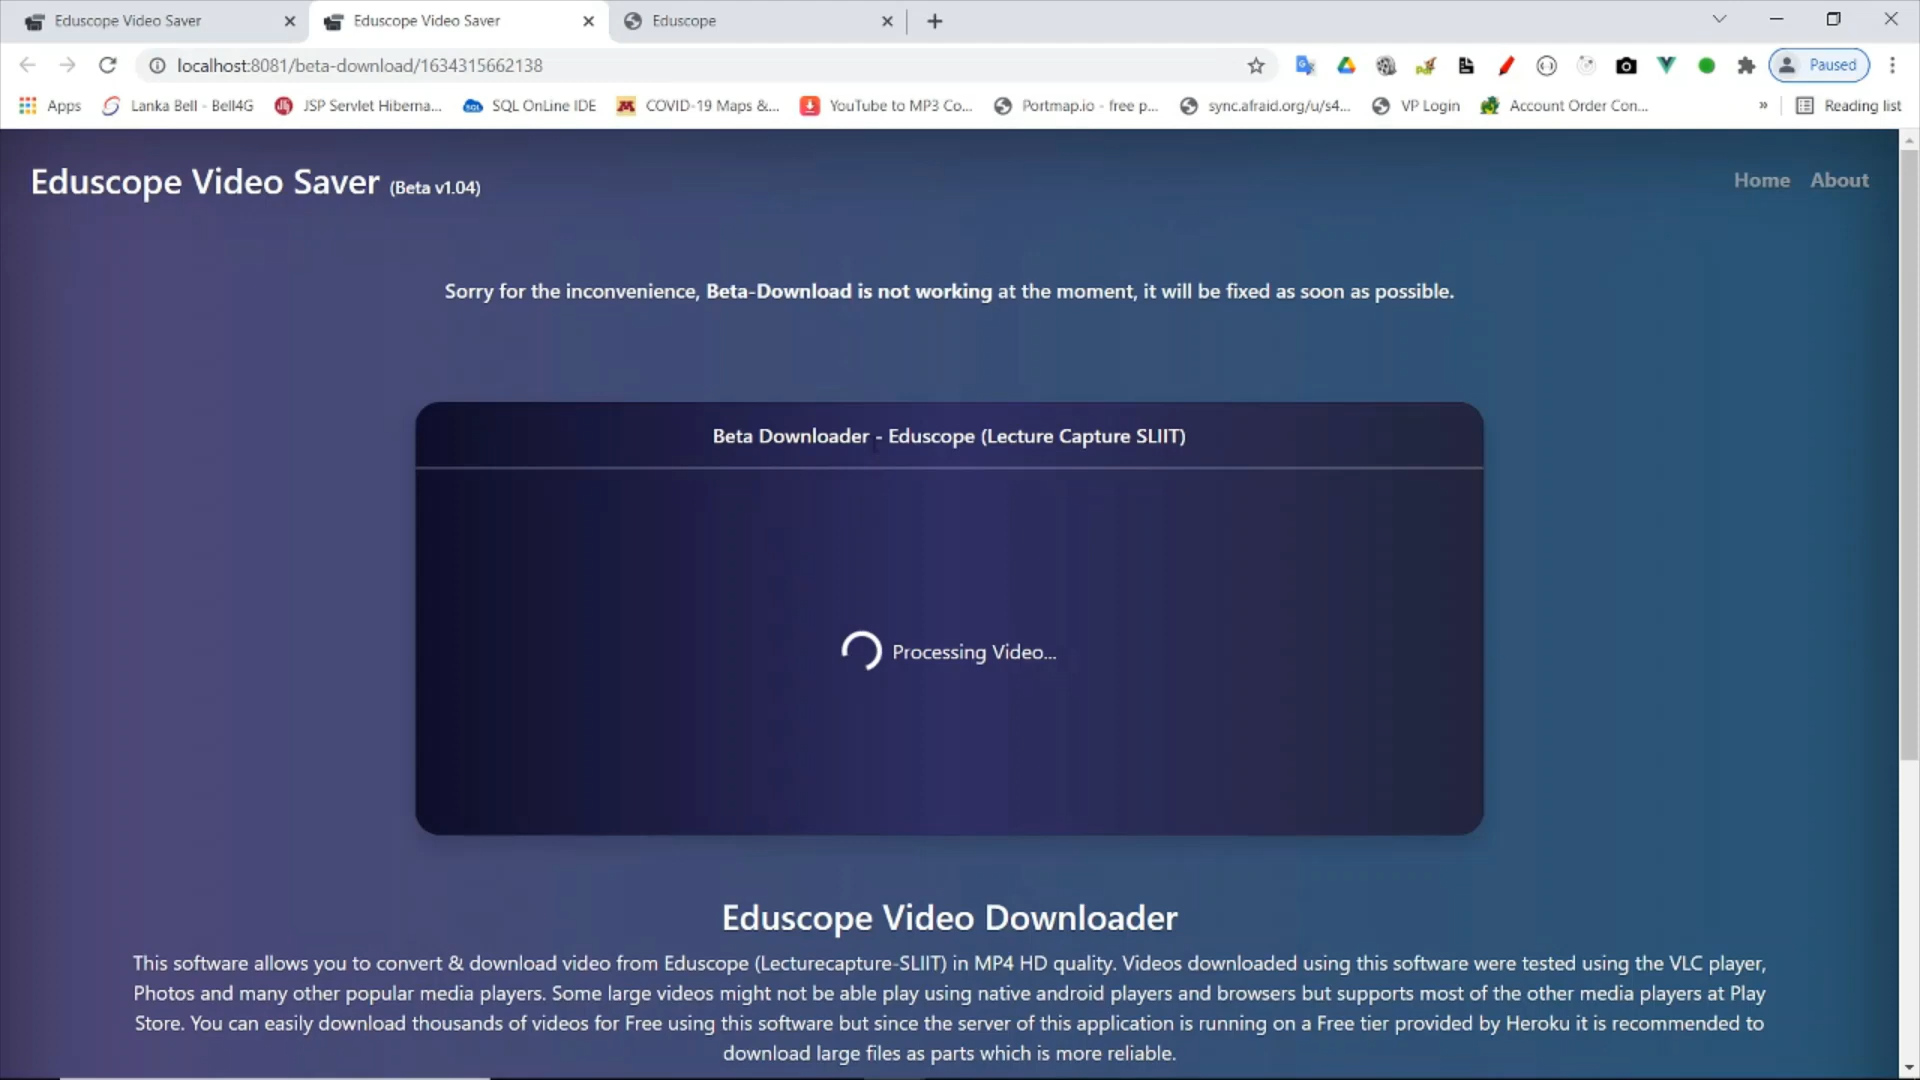 Eduscope Video Saver
Eduscope Video Saver
Eduscope
localhost:8081/beta-download/1634315662138
Paused
Apps
Lanka Bell - Bell4G
JSP Servlet Hiberna...
SQL OnLine IDE
COVID-19 Maps &...
YouTube to MP3 Co...
Portmap.io - free p...
sync.afraid.org/u/s4...
VP Login
Account Order Con...
»
Reading list
Eduscope Video Saver (Beta v1.04)
Home
About
Sorry for the inconvenience, Beta-Download is not working at the moment, it will be fixed as soon as possible.
Beta Downloader - Eduscope (Lecture Capture SLIIT)
Processing Video...
Eduscope Video Downloader
This software allows you to convert & download video from Eduscope (Lecturecapture-SLIIT) in MP4 HD quality. Videos downloaded using this software were tested using the VLC player,
Photos and many other popular media players. Some large videos might not be able play using native android players and browsers but supports most of the other media players at Play
Store. You can easily download thousands of videos for Free using this software but since the server of this application is running on a Free tier provided by Heroku it is recommended to
download large files as parts which is more reliable.